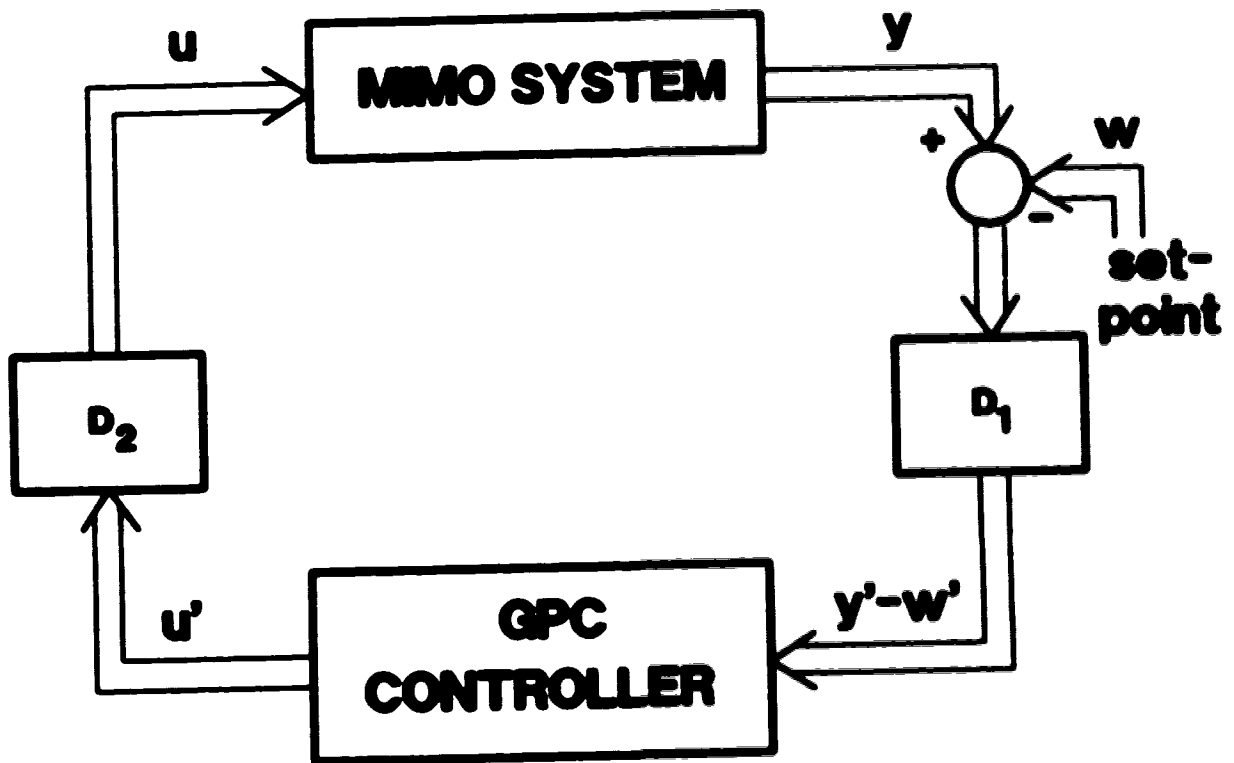 u
MIMO SYSTEM
y
+
w
-
set-
point
D2
D1
u'
GPC
CONTROLLER
y'-w'